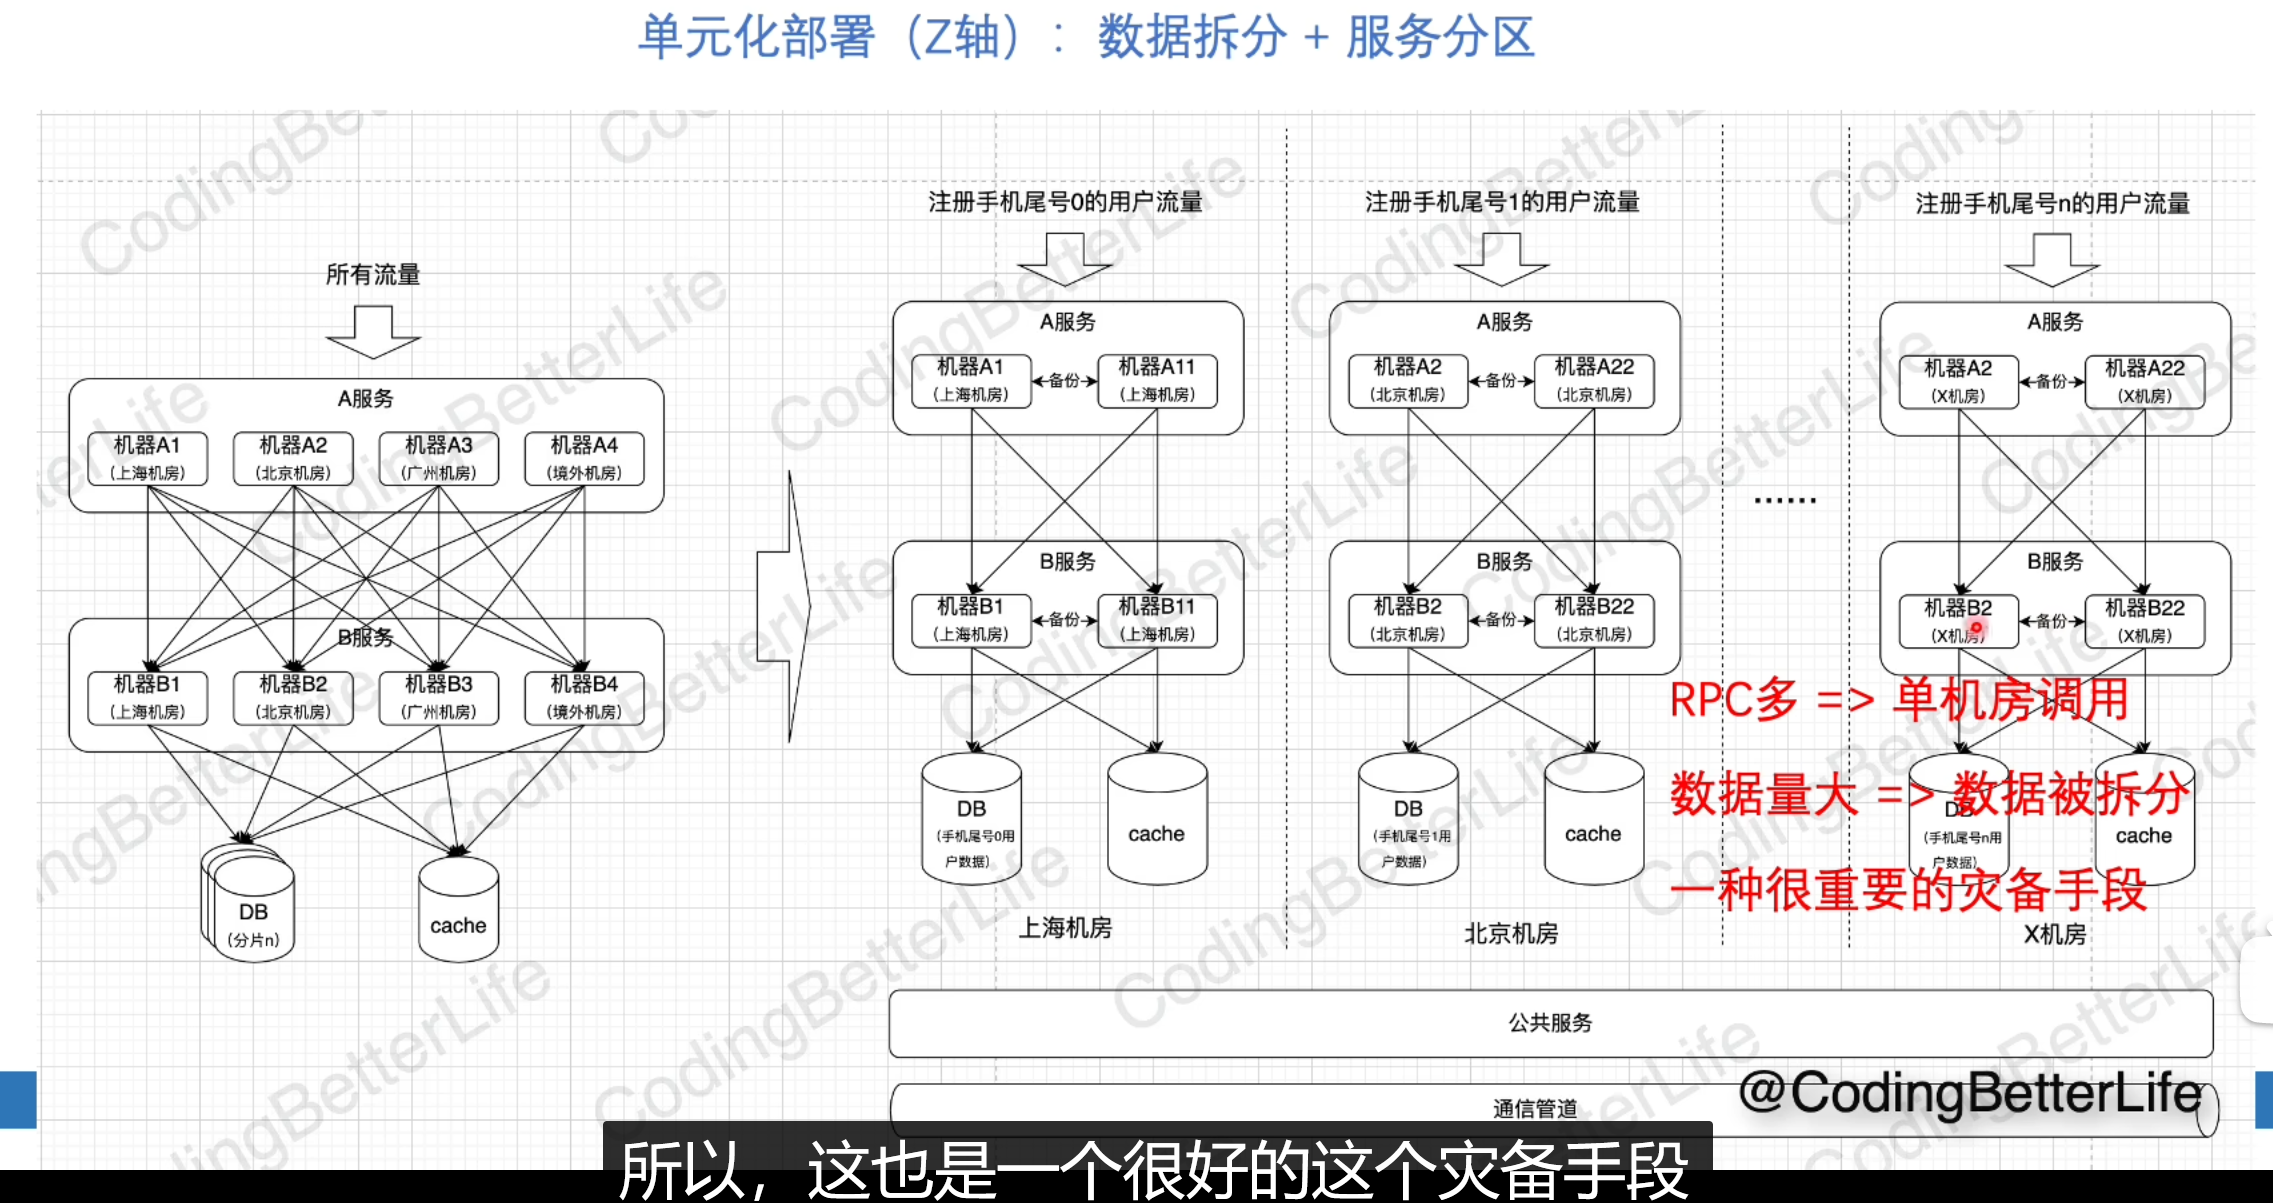 单元化部署（Z轴）：数据拆分 + 服务分区
所有流量
A服务
机器A1
(上海机房)
机器A2
(北京机房)
机器A3
(广州机房)
机器A4
(境外机房)
B服务
机器B1
(上海机房)
机器B2
(北京机房)
机器B3
(广州机房)
机器B4
(境外机房)
DB
(分片n)
cache
注册手机尾号0的用户流量
A服务
机器A1
(上海机房)
备份
机器A11
(上海机房)
B服务
机器B1
(上海机房)
备份
机器B11
(上海机房)
DB
(手机尾号0用
户数据)
cache
上海机房
注册手机尾号1的用户流量
A服务
机器A2
(北京机房)
备份
机器A22
(北京机房)
B服务
机器B2
(北京机房)
备份
机器B22
(北京机房)
DB
(手机尾号1用
户数据)
cache
北京机房
......
注册手机尾号n的用户流量
A服务
机器A2
(X机房)
备份
机器A22
(X机房)
B服务
机器B2
(X机房)
备份
机器B22
(X机房)
DB
(手机尾号n用
户数据)
cache
X机房
RPC多 => 单机房调用
数据量大 => 数据被拆分
一种很重要的灾备手段
公共服务
通信管道
@CodingBetterLife
所以，这也是一个很好的这个灾备手段
CodingBetterLife